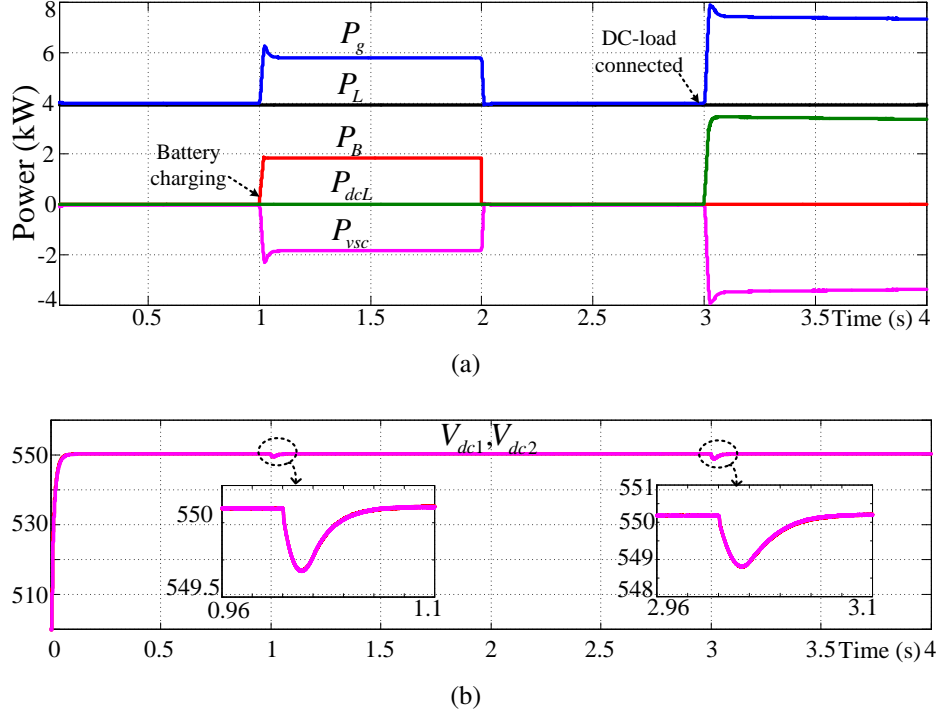 8
6
4
2
0
-2
-4
Power (kW)
P_g
P_L
P_B
P_dcL
P_vsc
Battery
charging
DC-load
connected
0.5
1
1.5
2
2.5
3
3.5
Time (s)
4
(a)
550
530
510
V_dc1,V_dc2
550
549.5
0.96
1.1
551
550
549
548
2.96
3.1
0
0.5
1
1.5
2
2.5
3
3.5
Time (s)
4
(b)